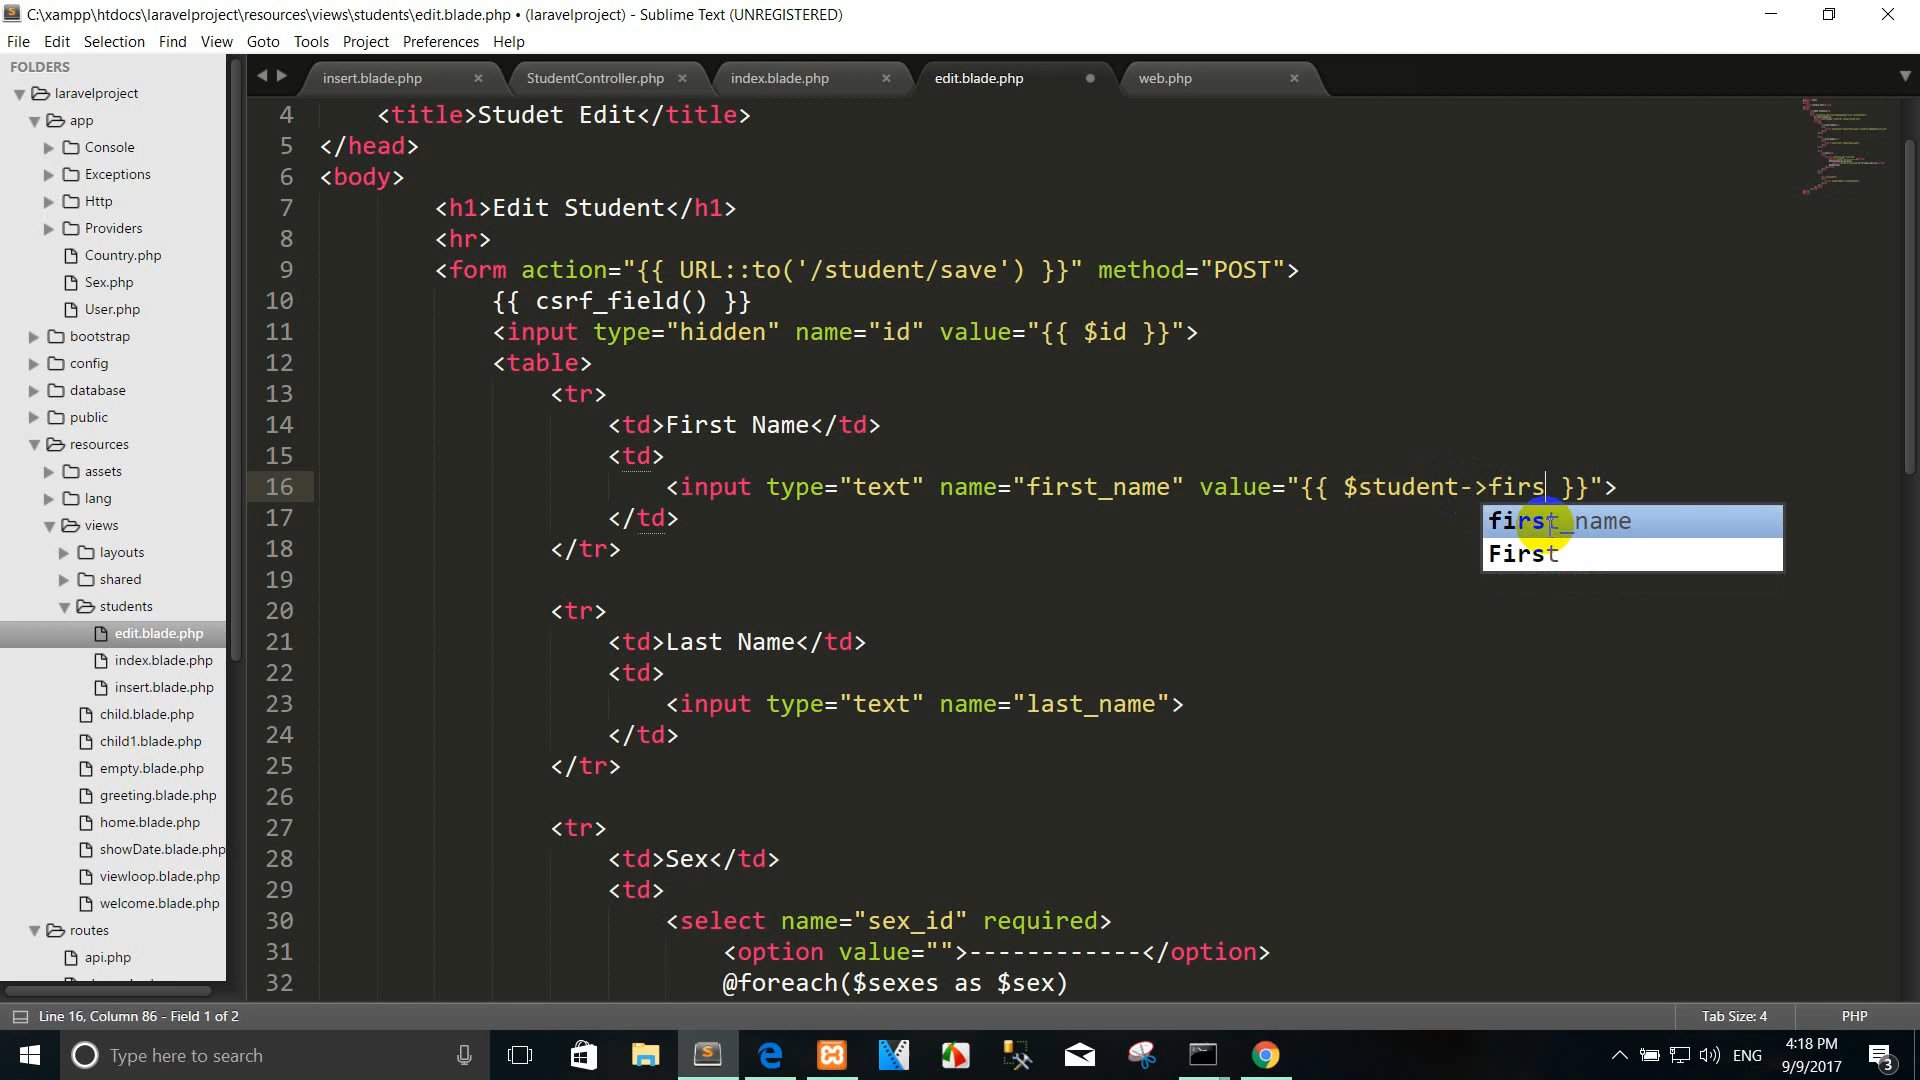 C:\xampp\htdocs\laravelproject\resources\views\students\edit.blade.php • (laravelproject) - Sublime Text (UNREGISTERED)
File Edit Selection Find View Goto Tools Project Preferences Help
FOLDERS
laravelproject
app
Console
Exceptions
Http
Providers
Country.php
Sex.php
User.php
bootstrap
config
database
public
resources
assets
lang
views
layouts
shared
students
edit.blade.php
index.blade.php
insert.blade.php
child.blade.php
child1.blade.php
empty.blade.php
greeting.blade.php
home.blade.php
showDate.blade.php
viewloop.blade.php
welcome.blade.php
routes
api.php
insert.blade.php × StudentController.php × index.blade.php × edit.blade.php web.php ×
4 <title>Studet Edit</title>
5 </head>
6 <body>
7 <h1>Edit Student</h1>
8 <hr>
9 <form action="{{ URL::to('/student/save') }}" method="POST">
10 {{ csrf_field() }}
11 <input type="hidden" name="id" value="{{ $id }}">
12 <table>
13 <tr>
14 <td>First Name</td>
15 <td>
16 <input type="text" name="first_name" value="{{ $student->firs }}">
first_name
First
17 </td>
18 </tr>
19
20 <tr>
21 <td>Last Name</td>
22 <td>
23 <input type="text" name="last_name">
24 </td>
25 </tr>
26
27 <tr>
28 <td>Sex</td>
29 <td>
30 <select name="sex_id" required>
31 <option value="">------------</option>
32 @foreach($sexes as $sex)
Line 16, Column 86 - Field 1 of 2 Tab Size: 4 PHP
Type here to search
ENG
4:18 PM
9/9/2017
3